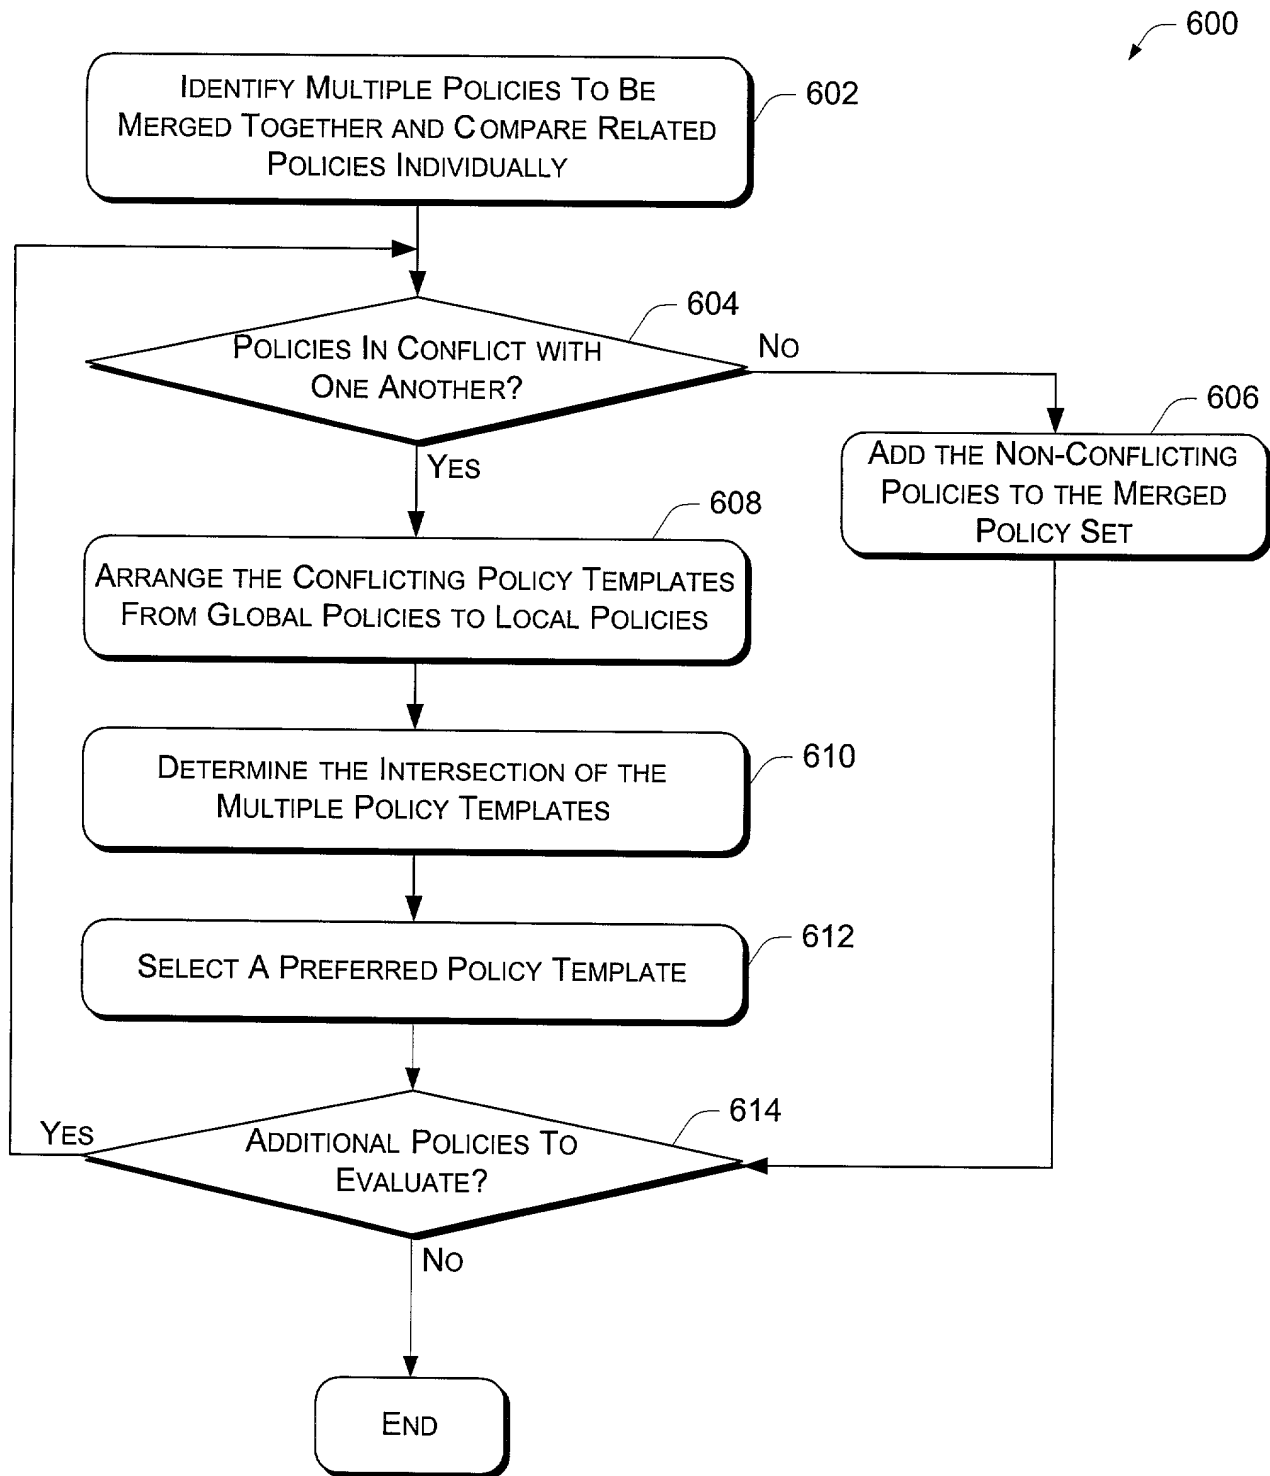 600
IDENTIFY MULTIPLE POLICIES TO BE
MERGED TOGETHER AND COMPARE RELATED
POLICIES INDIVIDUALLY
602
604
POLICIES IN CONFLICT WITH
ONE ANOTHER?
NO
YES
606
ADD THE NON-CONFLICTING
POLICIES TO THE MERGED
POLICY SET
608
ARRANGE THE CONFLICTING POLICY TEMPLATES
FROM GLOBAL POLICIES TO LOCAL POLICIES
610
DETERMINE THE INTERSECTION OF THE
MULTIPLE POLICY TEMPLATES
612
SELECT A PREFERRED POLICY TEMPLATE
614
YES
ADDITIONAL POLICIES TO
EVALUATE?
NO
END